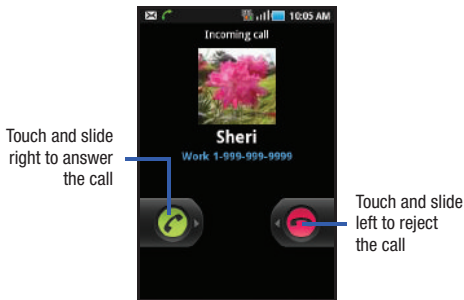 10:05 AM
Incoming call
Sheri
Work 1-999-999-9999
Touch and slide
right to answer
the call
Touch and slide
left to reject
the call